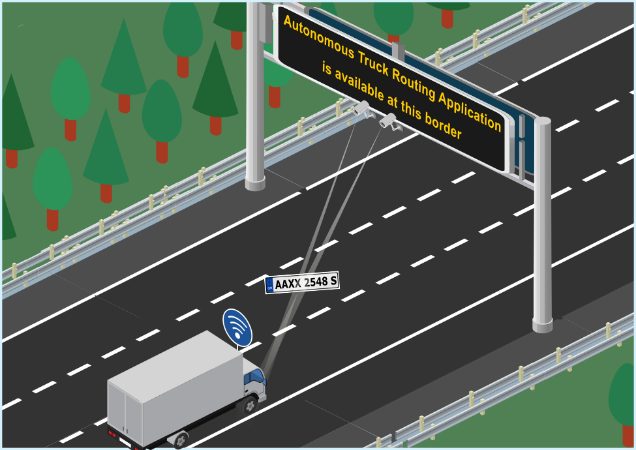 Autonomous Truck Routing Application
is available at this border
AAXX 2548 S